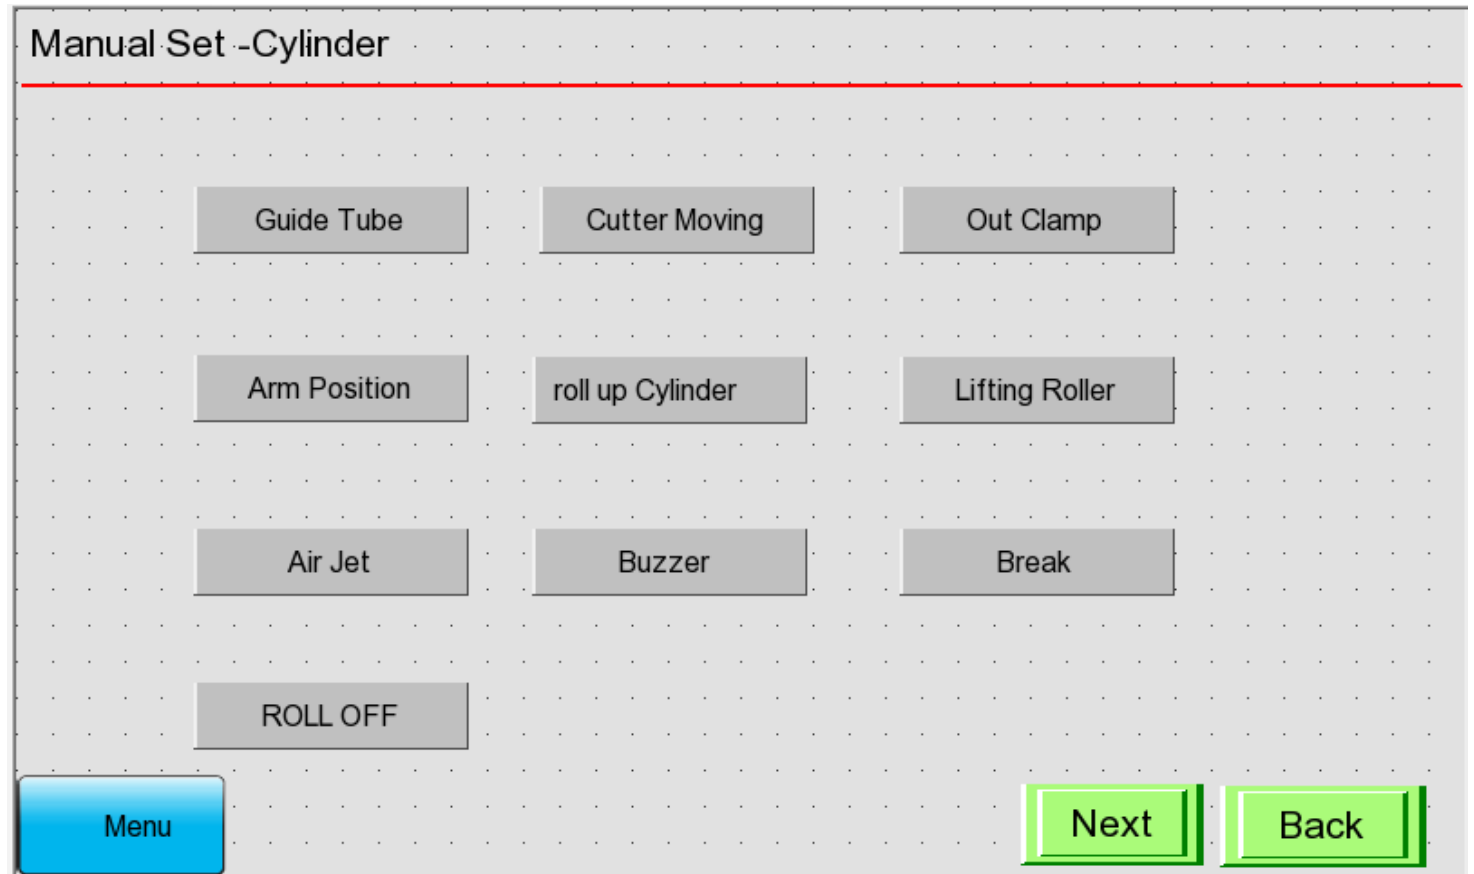 Manual Set -Cylinder
Guide Tube
Cutter Moving
Out Clamp
Arm Position
roll up Cylinder
Lifting Roller
Air Jet
Buzzer
Break
ROLL OFF
Menu
Next
Back